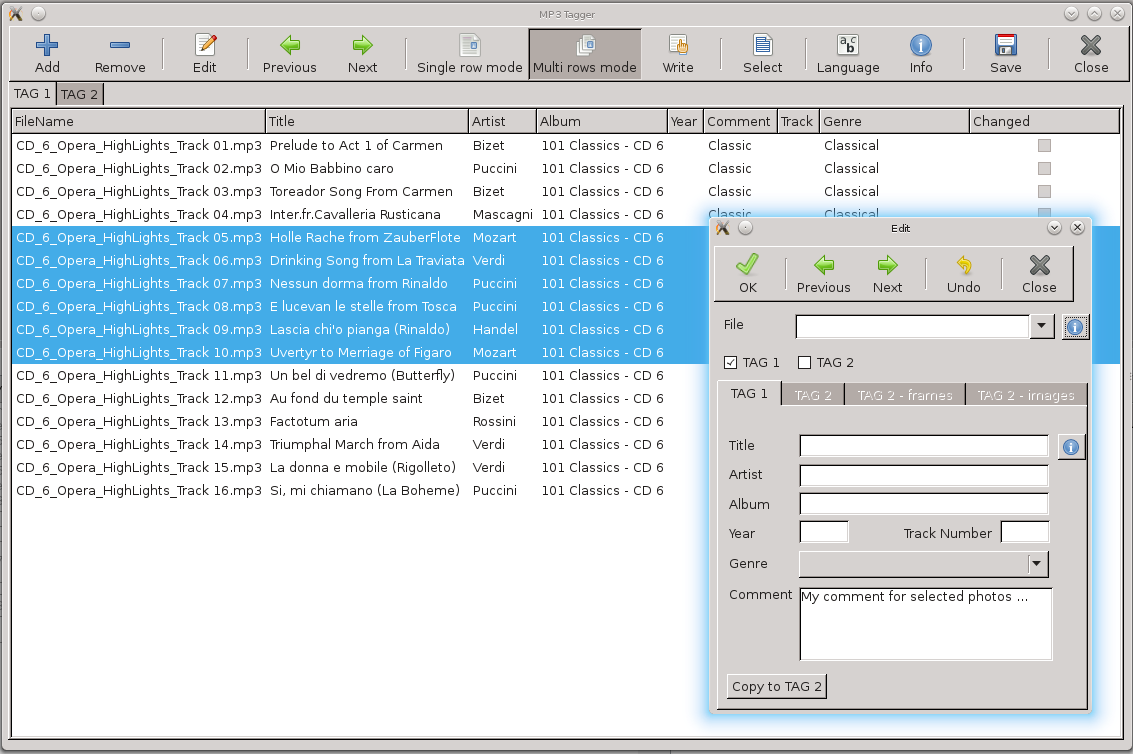 MP3 Tagger
Add Remove Edit Previous Next Single row mode Multi rows mode Write Select Language Info Save Close
TAG 1 TAG 2
FileName Title Artist Album Year Comment Track Genre Changed
CD_6_Opera_HighLights_Track 01.mp3 Prelude to Act 1 of Carmen Bizet 101 Classics - CD 6 Classic Classical
CD_6_Opera_HighLights_Track 02.mp3 O Mio Babbino caro Puccini 101 Classics - CD 6 Classic Classical
CD_6_Opera_HighLights_Track 03.mp3 Toreador Song From Carmen Bizet 101 Classics - CD 6 Classic Classical
CD_6_Opera_HighLights_Track 04.mp3 Inter.fr.Cavalleria Rusticana Mascagni 101 Classics - CD 6 Classic Classical
CD_6_Opera_HighLights_Track 05.mp3 Holle Rache from ZauberFlote Mozart 101 Classics - CD 6
CD_6_Opera_HighLights_Track 06.mp3 Drinking Song from La Traviata Verdi 101 Classics - CD 6
CD_6_Opera_HighLights_Track 07.mp3 Nessun dorma from Rinaldo Puccini 101 Classics - CD 6
CD_6_Opera_HighLights_Track 08.mp3 E lucevan le stelle from Tosca Puccini 101 Classics - CD 6
CD_6_Opera_HighLights_Track 09.mp3 Lascia chi'o pianga (Rinaldo) Handel 101 Classics - CD 6
CD_6_Opera_HighLights_Track 10.mp3 Uvertyr to Merriage of Figaro Mozart 101 Classics - CD 6
CD_6_Opera_HighLights_Track 11.mp3 Un bel di vedremo (Butterfly) Puccini 101 Classics - CD 6
CD_6_Opera_HighLights_Track 12.mp3 Au fond du temple saint Bizet 101 Classics - CD 6
CD_6_Opera_HighLights_Track 13.mp3 Factotum aria Rossini 101 Classics - CD 6
CD_6_Opera_HighLights_Track 14.mp3 Triumphal March from Aida Verdi 101 Classics - CD 6
CD_6_Opera_HighLights_Track 15.mp3 La donna e mobile (Rigolleto) Verdi 101 Classics - CD 6
CD_6_Opera_HighLights_Track 16.mp3 Si, mi chiamano (La Boheme) Puccini 101 Classics - CD 6
Edit
OK Previous Next Undo Close
File
TAG 1 TAG 2
TAG 1 TAG 2 TAG 2 - frames TAG 2 - images
Title
Artist
Album
Year Track Number
Genre
Comment My comment for selected photos ...
Copy to TAG 2